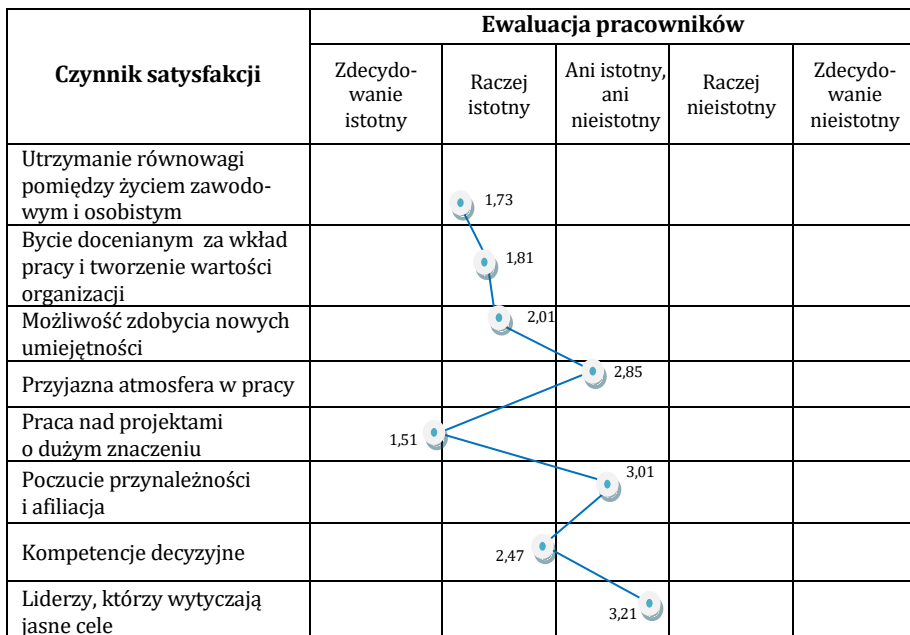 Czynnik satysfakcji
Ewaluacja pracowników
Zdecydo-
wanie
istotny
Raczej
istotny
Ani istotny,
ani
nieistotny
Raczej
nieistotny
Zdecydo-
wanie
nieistotny
Utrzymanie równowagi
pomiędzy życiem zawodo-
wym i osobistym
1,73
Bycie docenianym za wkład
pracy i tworzenie wartości
organizacji
1,81
Możliwość zdobycia nowych
umiejętności
2,01
Przyjazna atmosfera w pracy
2,85
Praca nad projektami
o dużym znaczeniu
1,51
Poczucie przynależności
i afiliacja
3,01
Kompetencje decyzyjne
2,47
Liderzy, którzy wytyczają
jasne cele
3,21